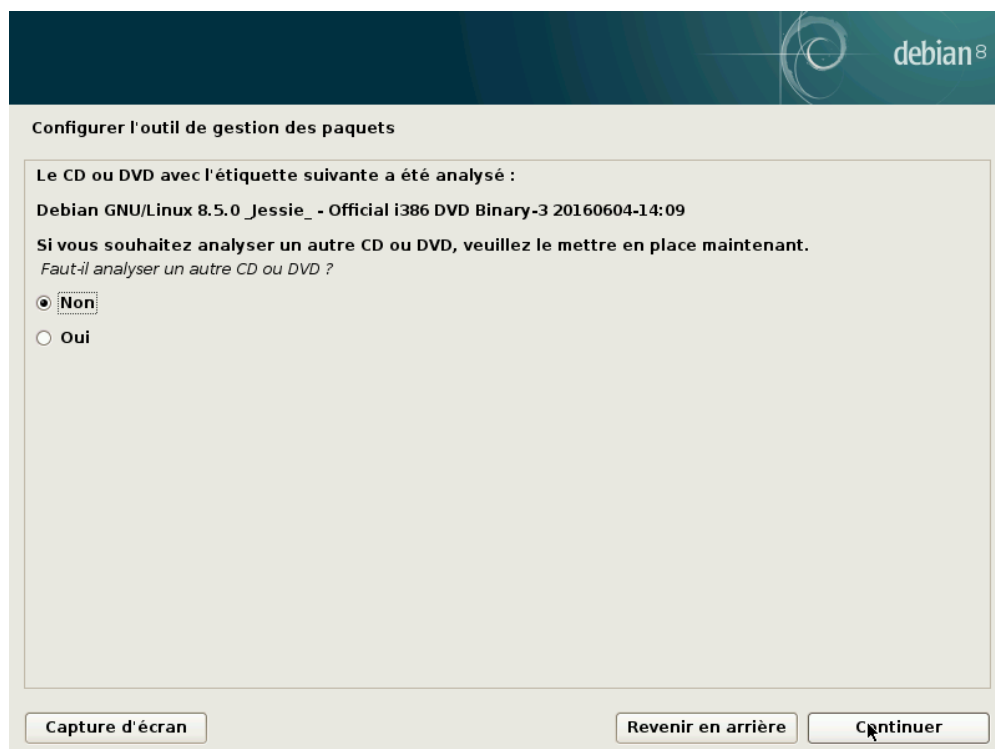 debian 8
Configurer l'outil de gestion des paquets
Le CD ou DVD avec l'étiquette suivante a été analysé :
Debian GNU/Linux 8.5.0 _Jessie_ - Official i386 DVD Binary-3 20160604-14:09
Si vous souhaitez analyser un autre CD ou DVD, veuillez le mettre en place maintenant.
Faut-il analyser un autre CD ou DVD ?
Non
Oui
Capture d'écran
Revenir en arrière
Continuer